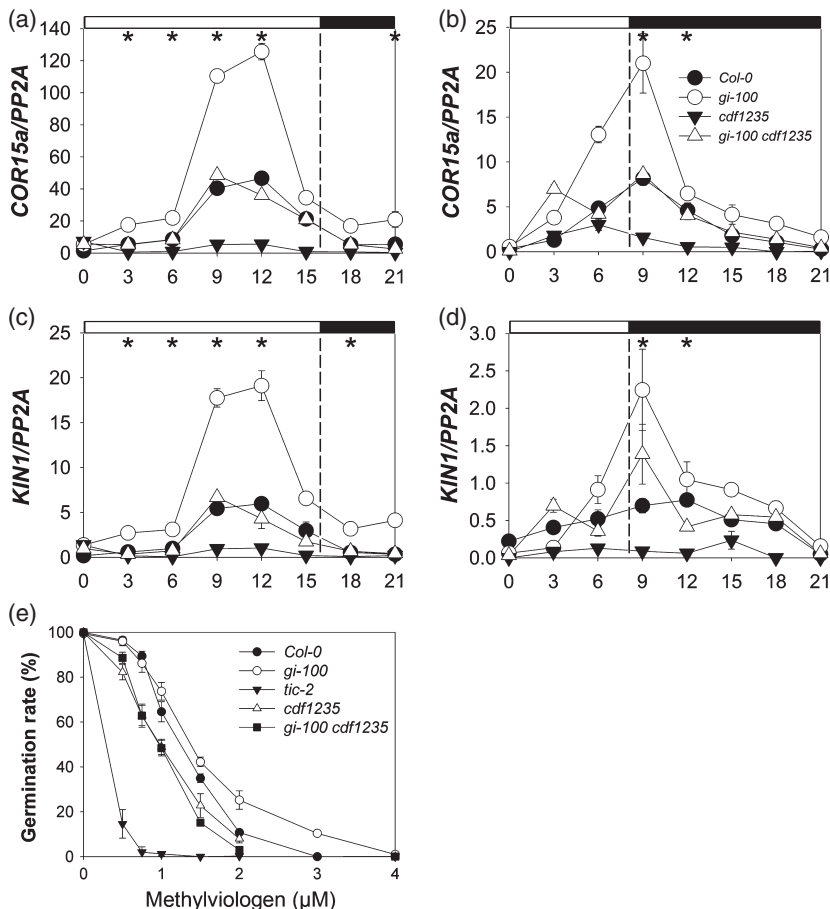 (a)
*
*
*
*
*
COR15a/PP2A
140
120
100
80
60
40
20
0
0 3 6 9 12 15 18 21
(b)
*
*
COR15a/PP2A
25
20
15
10
5
0
Col-0
gi-100
cdf1235
gi-100 cdf1235
0 3 6 9 12 15 18 21
(c)
*
*
*
*
*
KIN1/PP2A
25
20
15
10
5
0
0 3 6 9 12 15 18 21
(d)
*
*
KIN1/PP2A
3.0
2.5
2.0
1.5
1.0
0.5
0.0
0 3 6 9 12 15 18 21
(e)
Germination rate (%)
100
80
60
40
20
0
Col-0
gi-100
tic-2
cdf1235
gi-100 cdf1235
0 1 2 3 4
Methylviologen (µM)